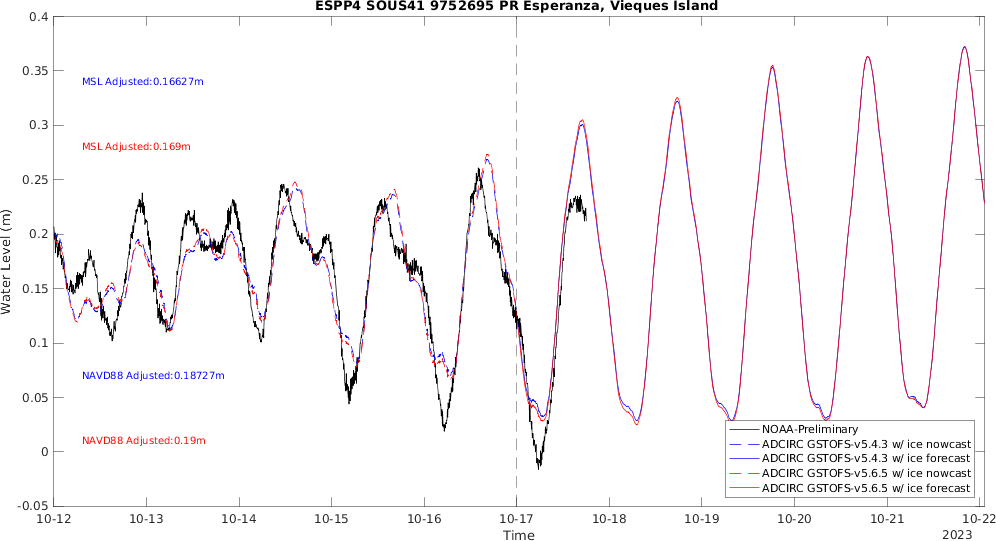 ESPP4 SOUS41 9752695 PR Esperanza, Vieques Island
0.4
0.35
0.3
0.25
0.2
0.15
0.1
0.05
0
-0.05
Water Level (m)
MSL Adjusted:0.16627m
MSL Adjusted:0.169m
NAVD88 Adjusted:0.18727m
NAVD88 Adjusted:0.19m
NOAA-Preliminary
ADCIRC GSTOFS-v5.4.3 w/ ice nowcast
ADCIRC GSTOFS-v5.4.3 w/ ice forecast
ADCIRC GSTOFS-v5.6.5 w/ ice nowcast
ADCIRC GSTOFS-v5.6.5 w/ ice forecast
10-12 10-13 10-14 10-15 10-16 10-17 10-18 10-19 10-20 10-21 10-22
Time
2023